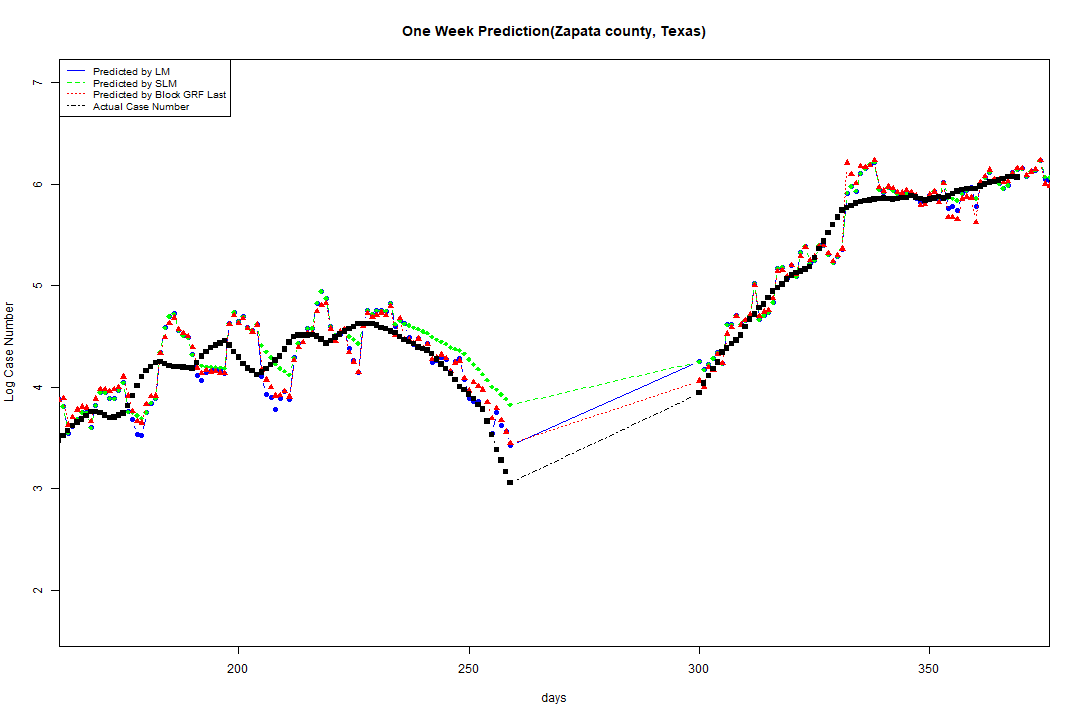 One Week Prediction(Zapata county, Texas)
Predicted by LM
Predicted by SLM
Predicted by Block GRF Last
Actual Case Number
7
6
5
4
3
2
Log Case Number
200
250
300
350
days